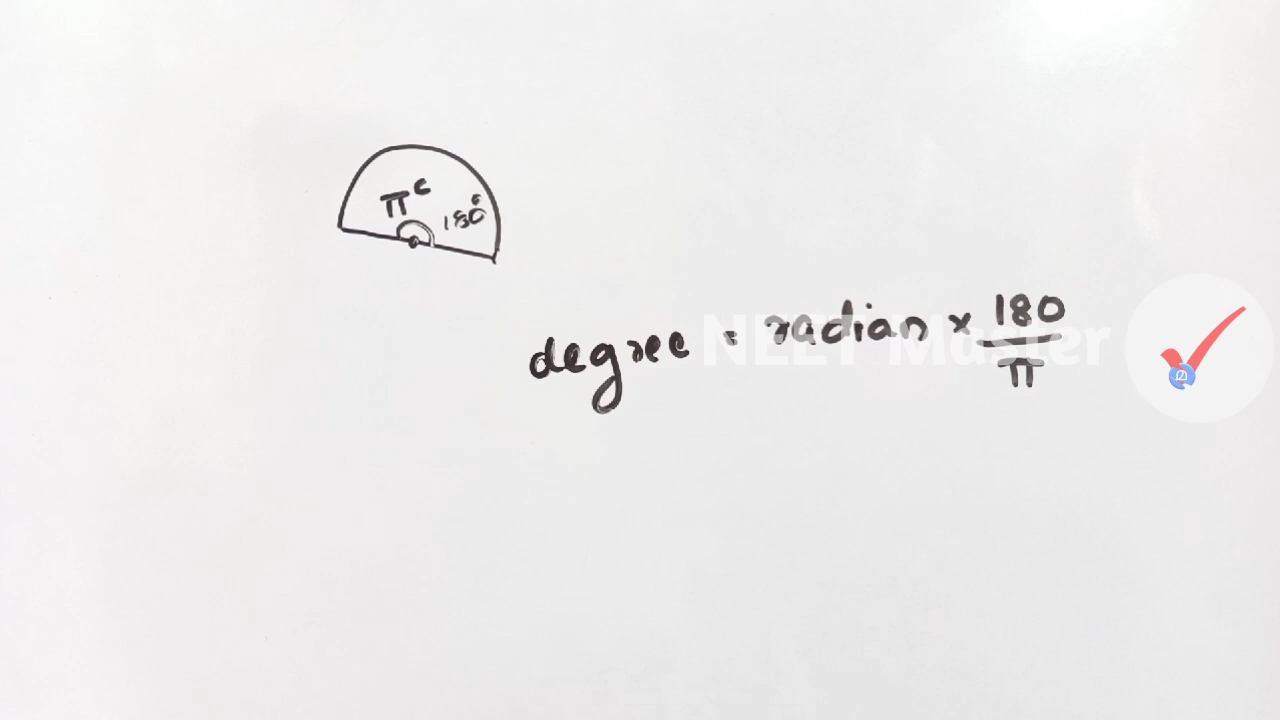 π^c
180°
degree = radian × 180/π
NEET Master